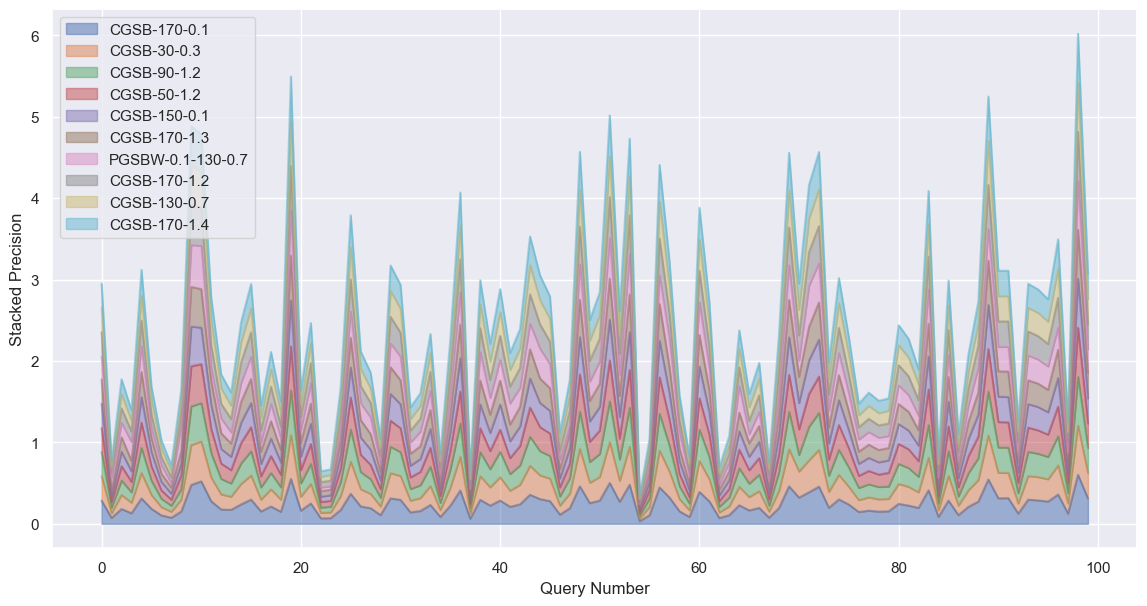 CGSB-170-0.1
CGSB-30-0.3
CGSB-90-1.2
CGSB-50-1.2
CGSB-150-0.1
CGSB-170-1.3
PGSBW-0.1-130-0.7
CGSB-170-1.2
CGSB-130-0.7
CGSB-170-1.4
Stacked Precision
6
5
4
3
2
1
0
0 20 40 60 80 100
Query Number